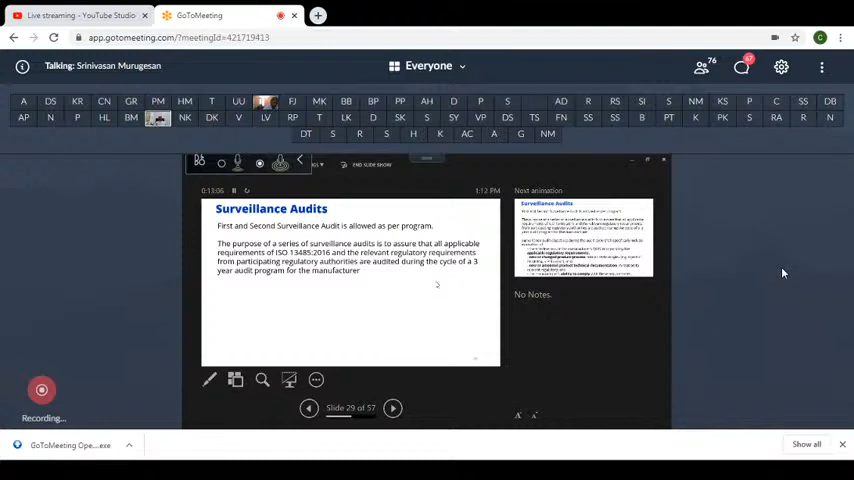 Live streaming - YouTube Studio
GoToMeeting
app.gotomeeting.com/?meetingId=421719413
C
Talking: Srinivasan Murugesan
Everyone
76
67
A DS KR CN GR PM HM T UU FJ MK BB BP PP AH D P S AD R RS SI S NM KS P C SS DB
AP N P HL BM NK DK V LV RP T LK D PK S SY VP DS TS FN SS SS B PT K PK S RA R N
DT S R S H K AC A G NM
END SLIDE SHOW
0:13:06
1:12 PM
Next animation
Surveillance Audits
First and Second Surveillance Audit is allowed as per program.
The purpose of a series of surveillance audits is to assure that all applicable
requirements of ISO 13485:2016 and the relevant regulatory requirements
from participating regulatory authorities are audited during the cycle of a 3
year audit program for the manufacturer
Surveillance Audits
No Notes.
Slide 29 of 57
A A
Recording...
GoToMeeting Ope....exe
Show all